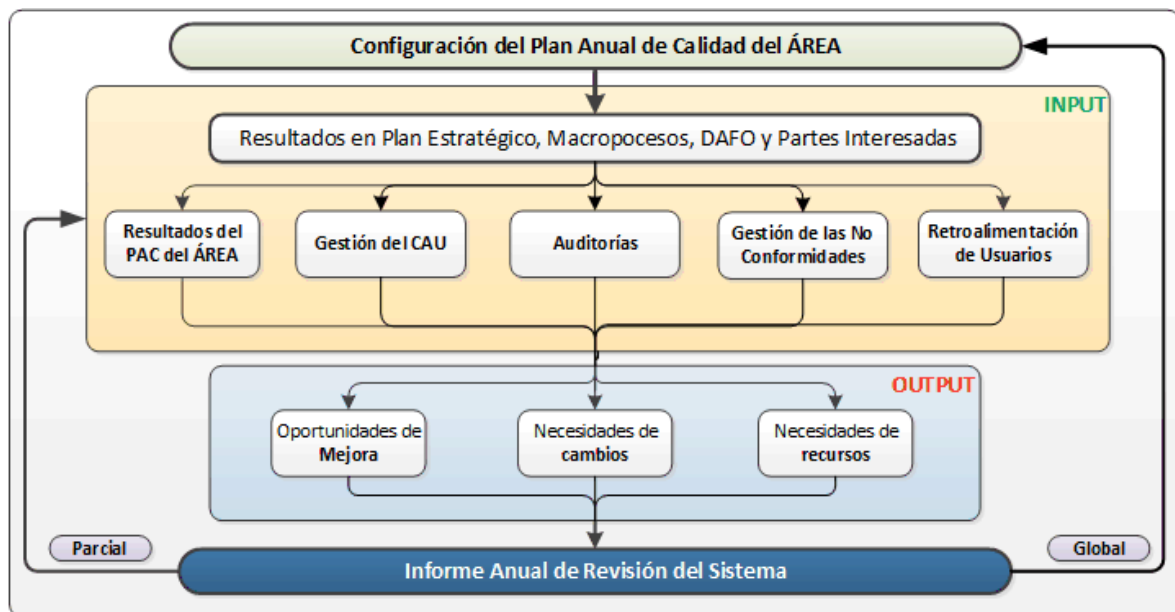 Configuración del Plan Anual de Calidad del ÁREA
INPUT
Resultados en Plan Estratégico, Macropocesos, DAFO y Partes Interesadas
Resultados del
PAC del ÁREA
Gestión del CAU
Auditorías
Gestión de las No
Conformidades
Retroalimentación
de Usuarios
OUTPUT
Oportunidades de
Mejora
Necesidades de
cambios
Necesidades de
recursos
Parcial
Global
Informe Anual de Revisión del Sistema